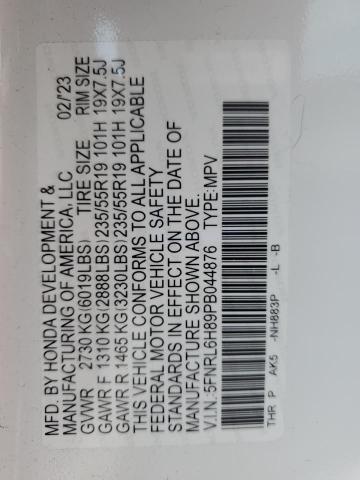 MFD. BY HONDA DEVELOPMENT &
MANUFACTURING OF AMERICA, LLC 02/'23
GVWR 2730 KG(6019LBS) TIRE SIZE RIM SIZE
GAWR F 1310 KG(2888LBS)235/55R19 101H 19X7.5J
GAWR R 1465 KG(3230LBS)235/55R19 101H 19X7.5J
THIS VEHICLE CONFORMS TO ALL APPLICABLE
FEDERAL MOTOR VEHICLE SAFETY
STANDARDS IN EFFECT ON THE DATE OF
MANUFACTURE SHOWN ABOVE.
V.I.N.:5FNRL6H89PB044876 TYPE:MPV
THR P AK5 -NH883P -L -B